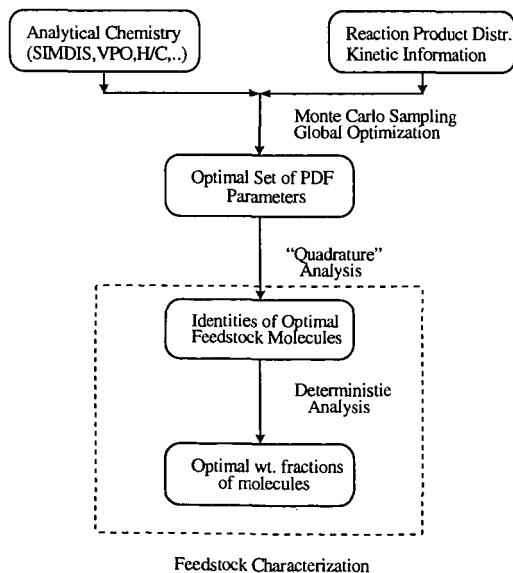 Analytical Chemistry
(SIMDIS,VPO,H/C,..)
Reaction Product Distr.
Kinetic Information
Monte Carlo Sampling
Global Optimization
Optimal Set of PDF
Parameters
“Quadrature”
Analysis
Identities of Optimal
Feedstock Molecules
Deterministic
Analysis
Optimal wt. fractions
of molecules
Feedstock Characterization